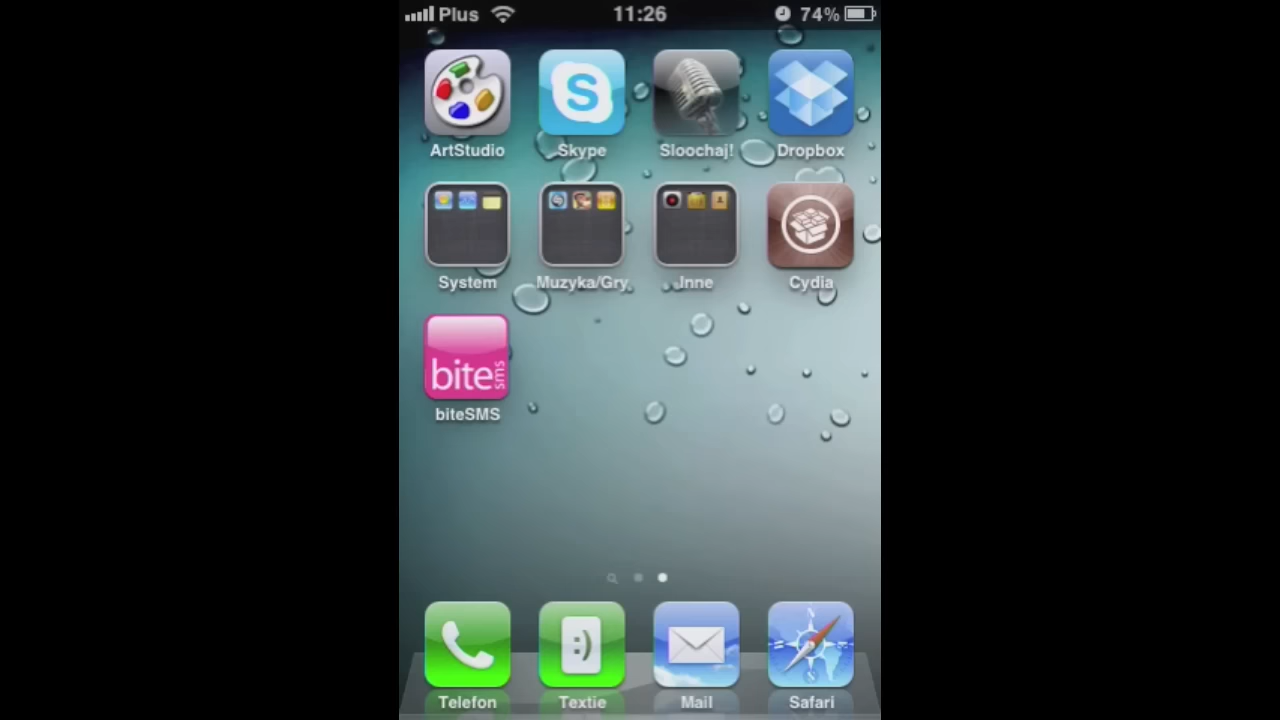 Plus 11:26 74%
ArtStudio Skype Sloochaj! Dropbox
System Muzyka/Gry Inne Cydia
bite sms
biteSMS
:)
Telefon Textie Mail Safari